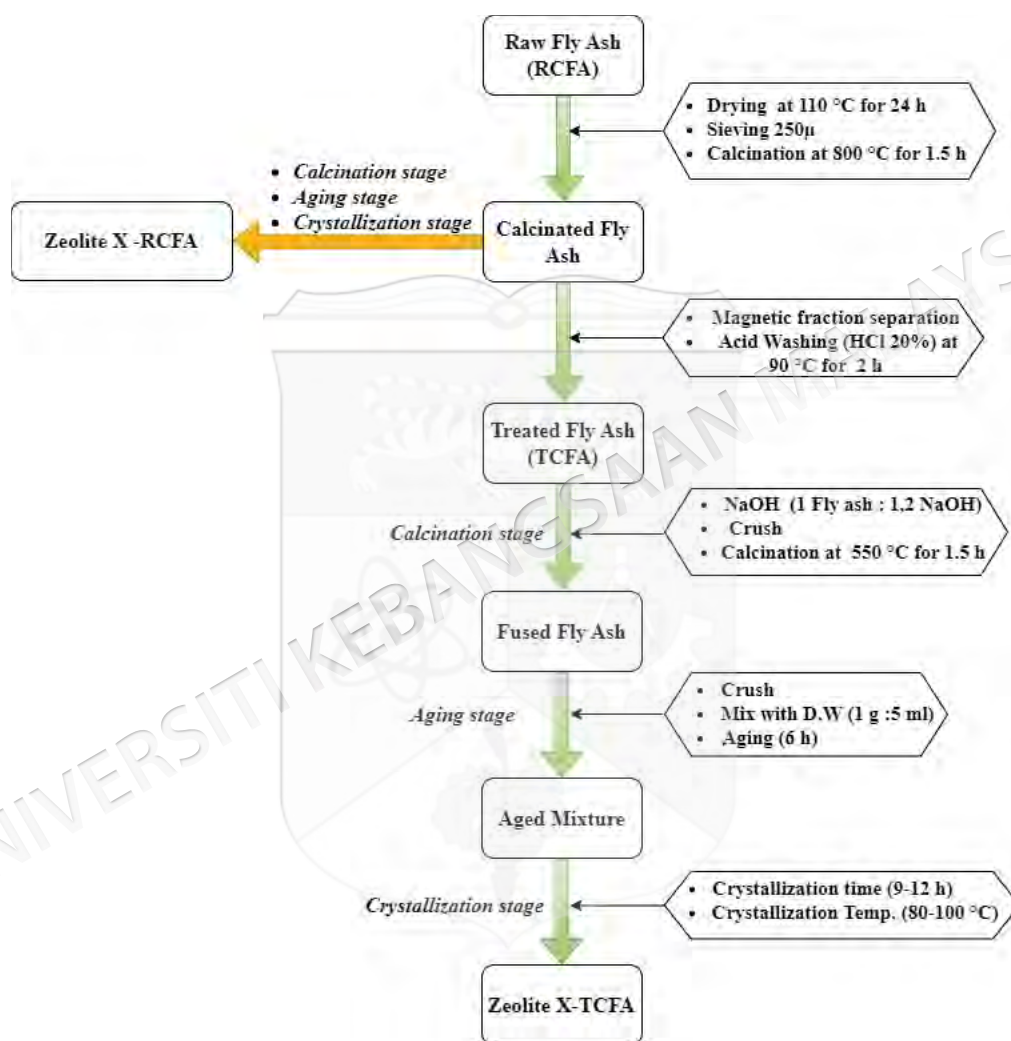 Raw Fly Ash
(RCFA)
• Drying at 110 °C for 24 h
• Sieving 250μ
• Calcination at 800 °C for 1.5 h
• Calcination stage
• Aging stage
• Crystallization stage
Zeolite X -RCFA
Calcinated Fly
Ash
• Magnetic fraction separation
• Acid Washing (HCl 20%) at
90 °C for 2 h
Treated Fly Ash
(TCFA)
Calcination stage
• NaOH (1 Fly ash : 1,2 NaOH)
• Crush
• Calcination at 550 °C for 1.5 h
Fused Fly Ash
Aging stage
• Crush
• Mix with D.W (1 g :5 ml)
• Aging (6 h)
Aged Mixture
Crystallization stage
• Crystallization time (9-12 h)
• Crystallization Temp. (80-100 °C)
Zeolite X-TCFA
UNIVERSITI KEBANGSAAN MALAYS